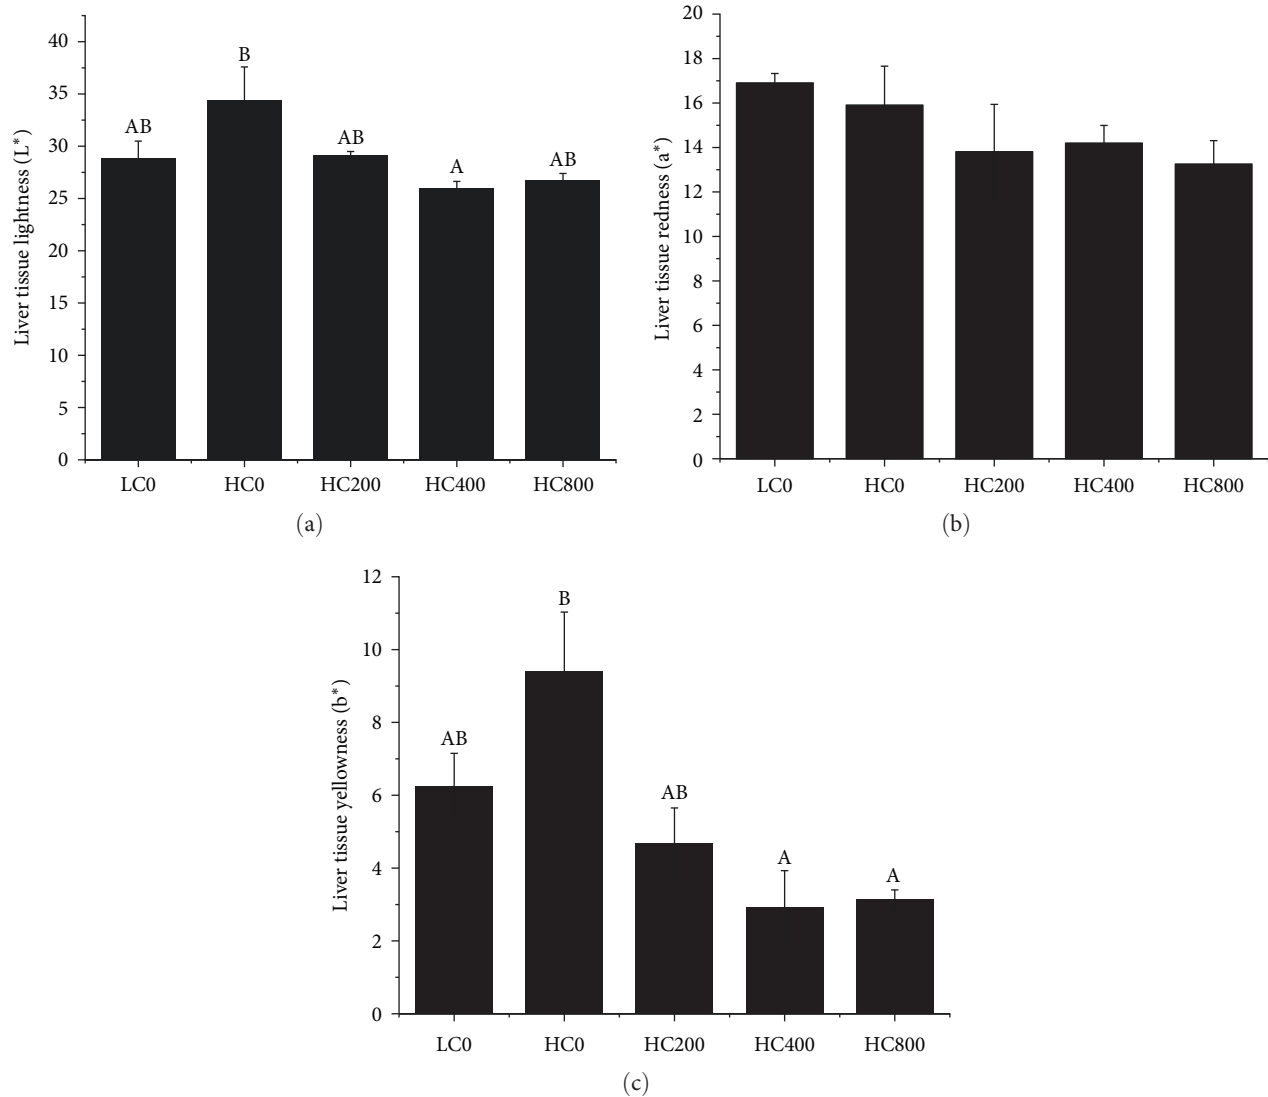 Liver tissue lightness (L*)
40
35
30
25
20
15
10
5
0
AB
B
AB
A
AB
LC0 HC0 HC200 HC400 HC800
(a)
Liver tissue redness (a*)
20
18
16
14
12
10
8
6
4
2
0
LC0 HC0 HC200 HC400 HC800
(b)
Liver tissue yellowness (b*)
12
10
8
6
4
2
0
AB
B
AB
A
A
LC0 HC0 HC200 HC400 HC800
(c)